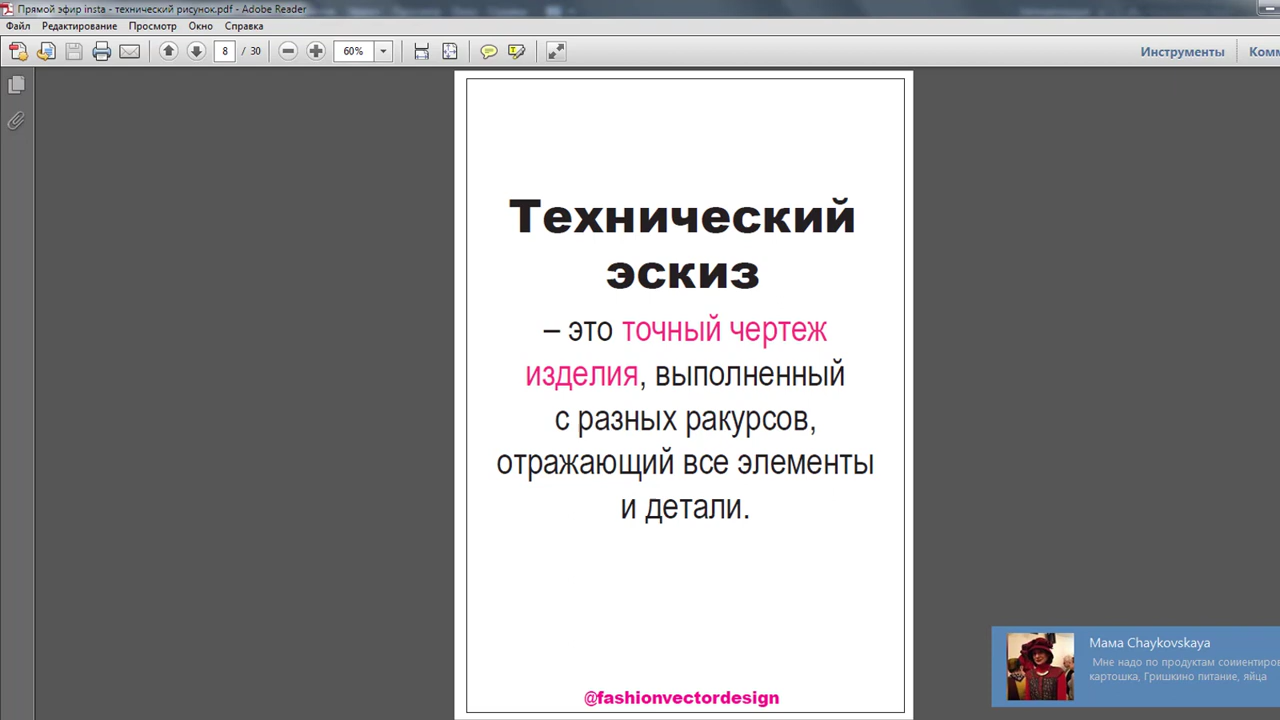 Прямой эфир insta - технический рисунок.pdf - Adobe Reader
Файл Редактирование Просмотр Окно Справка
8 / 30 60% Инструменты Комм
Технический
эскиз
– это точный чертеж
изделия, выполненный
с разных ракурсов,
отражающий все элементы
и детали.
@fashionvectordesign
Мама Chaykovskaya
Мне надо по продуктам соииентиров
картошка, Гришкино питание, яйца